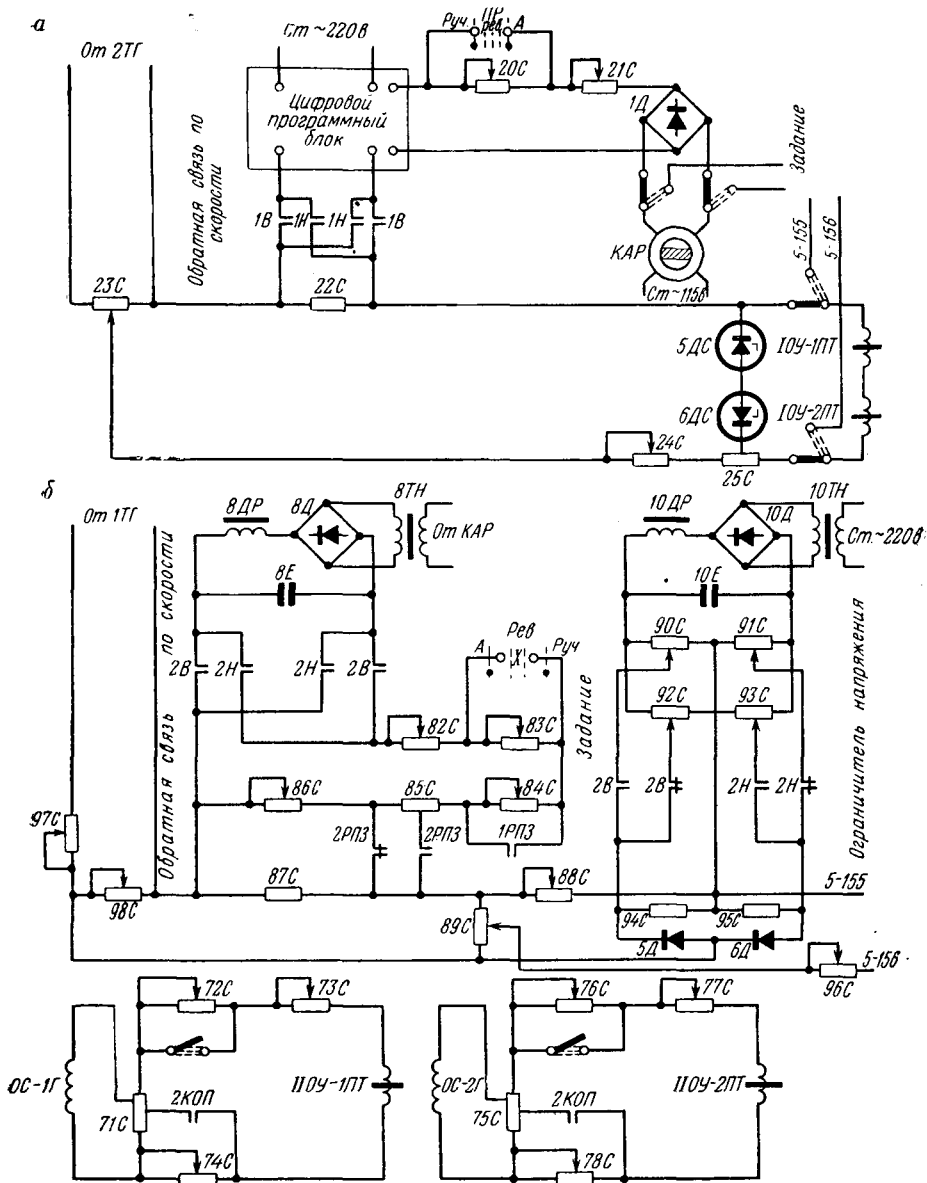 а
От 2ТГ
Обратная связь по
скорости
Ст ~220в
Цифровой
программный
блок
Руч.
ПР
рев
А
20С
21С
1Д
Задание
КАР
Ст~115в
5-155
5-156
1В
1Н
1Н
1В
23С
22С
5ДС
6ДС
IОУ-1ПТ
IОУ-2ПТ
24С
25С
б
От 1ТГ
Обратная связь по скорости
8ДР
8Д
8ТН
От КАР
8Е
2В
2Н
2Н
2В
А
Рев
Руч
82С
83С
Задание
86С
85С
84С
2РПЗ
2РПЗ
1РПЗ
97С
98С
87С
88С
89С
10ДР
10Д
10ТН
Ст.~220в
10Е
90С
91С
92С
93С
2В
2В
2Н
2Н
Ограничитель напряжения
5-155
94С
95С
5Д
6Д
5-156
96С
72С
73С
ОС-1Г
IIОУ-1ПТ
2КОП
71С
74С
76С
77С
ОС-2Г
IIОУ-2ПТ
2КОП
75С
78С